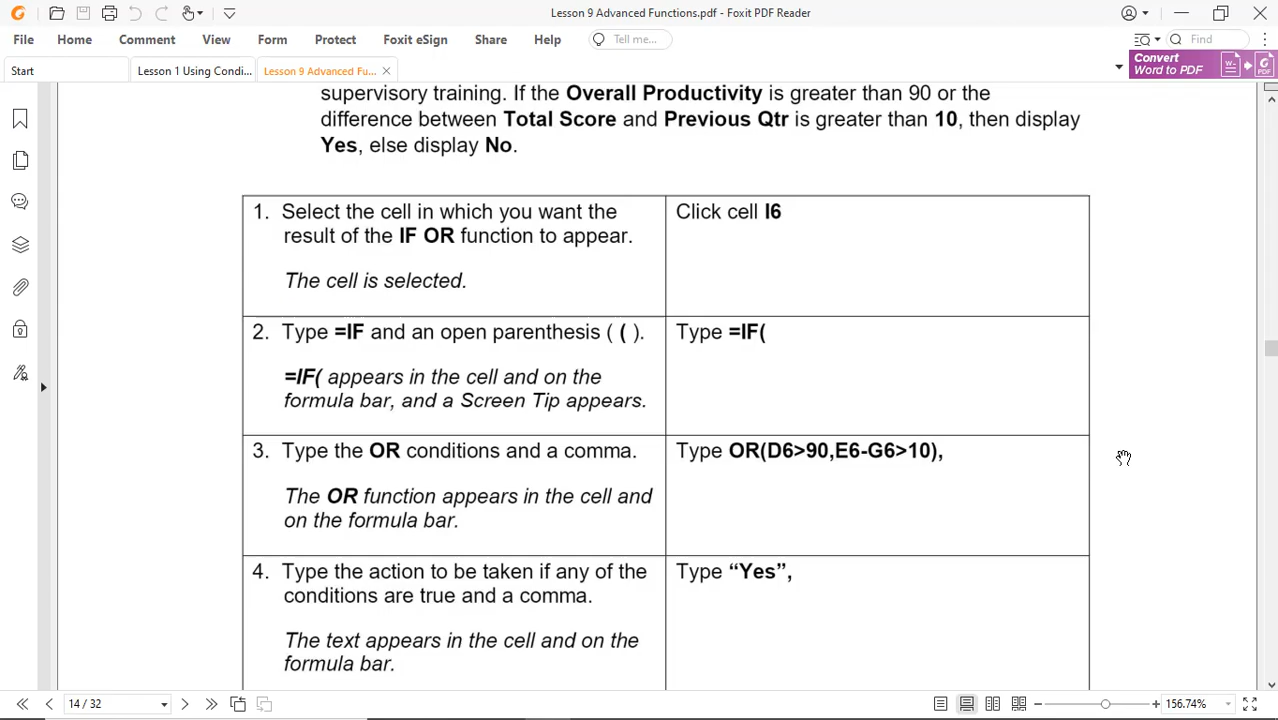 Lesson 9 Advanced Functions.pdf - Foxit PDF Reader
File Home Comment View Form Protect Foxit eSign Share Help Tell me... Find
Start Lesson 1 Using Condi... Lesson 9 Advanced Fu...
Convert
Word to PDF
supervisory training. If the Overall Productivity is greater than 90 or the
difference between Total Score and Previous Qtr is greater than 10, then display
Yes, else display No.
1. Select the cell in which you want the
result of the IF OR function to appear.
The cell is selected.
Click cell I6
2. Type =IF and an open parenthesis ( ( ).
=IF( appears in the cell and on the
formula bar, and a Screen Tip appears.
Type =IF(
3. Type the OR conditions and a comma.
The OR function appears in the cell and
on the formula bar.
Type OR(D6>90,E6-G6>10),
4. Type the action to be taken if any of the
conditions are true and a comma.
The text appears in the cell and on the
formula bar.
Type “Yes”,
14 / 32 156.74%